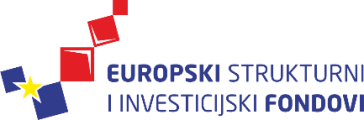 EUROPSKI STRUKTURNI
I INVESTICIJSKI FONDOVI